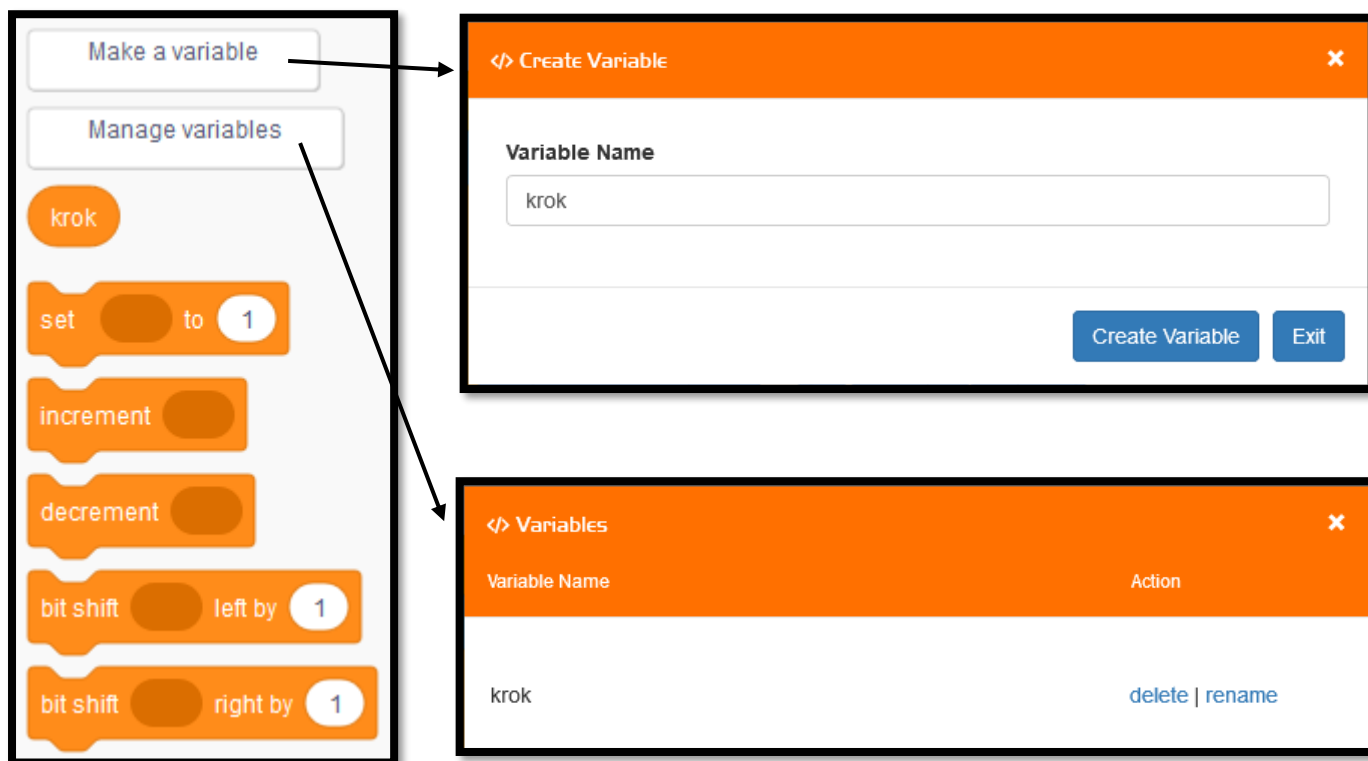 Make a variable
Manage variables
krok
set to 1
increment
decrement
bit shift left by 1
bit shift right by 1
</> Create Variable ×
Variable Name
krok
Create Variable Exit
</> Variables ×
Variable Name Action
krok delete | rename